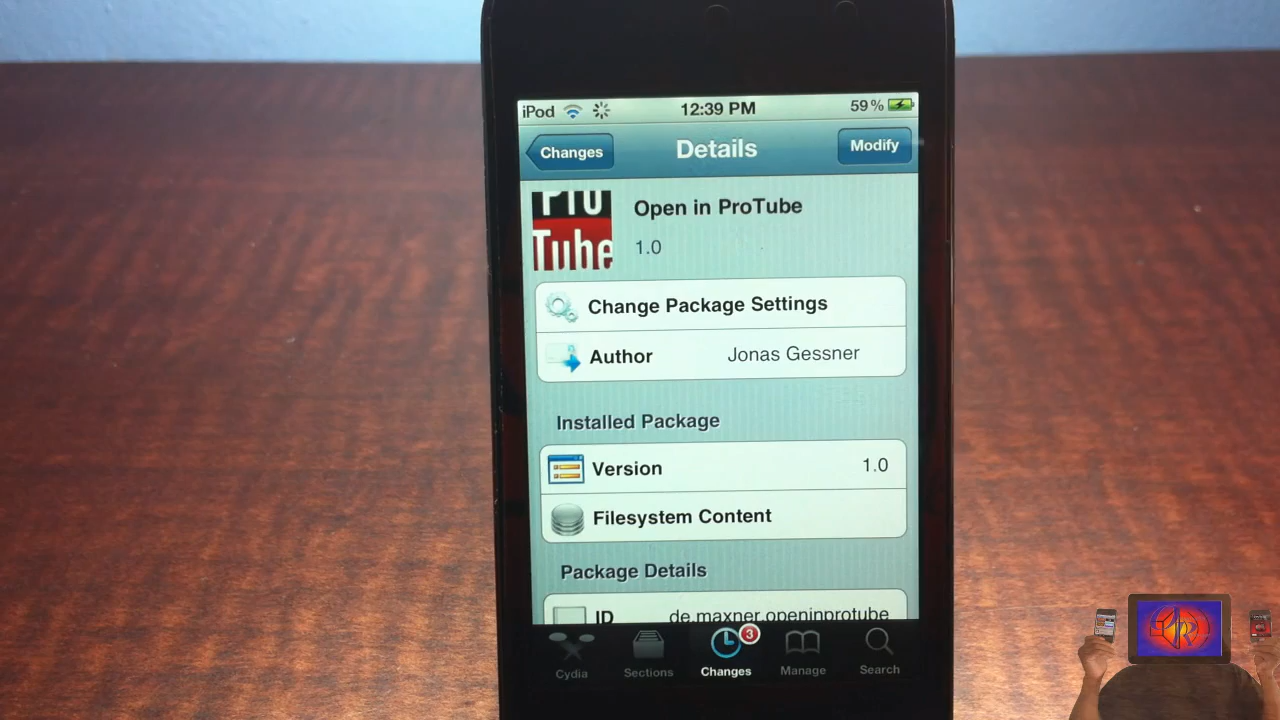 iPod 12:39 PM 59%
Changes Details Modify
Pro
Tube
Open in ProTube
1.0
Change Package Settings
Author Jonas Gessner
Installed Package
Version 1.0
Filesystem Content
Package Details
ID de.maxner.openinprotube
3
Cydia Sections Changes Manage Search